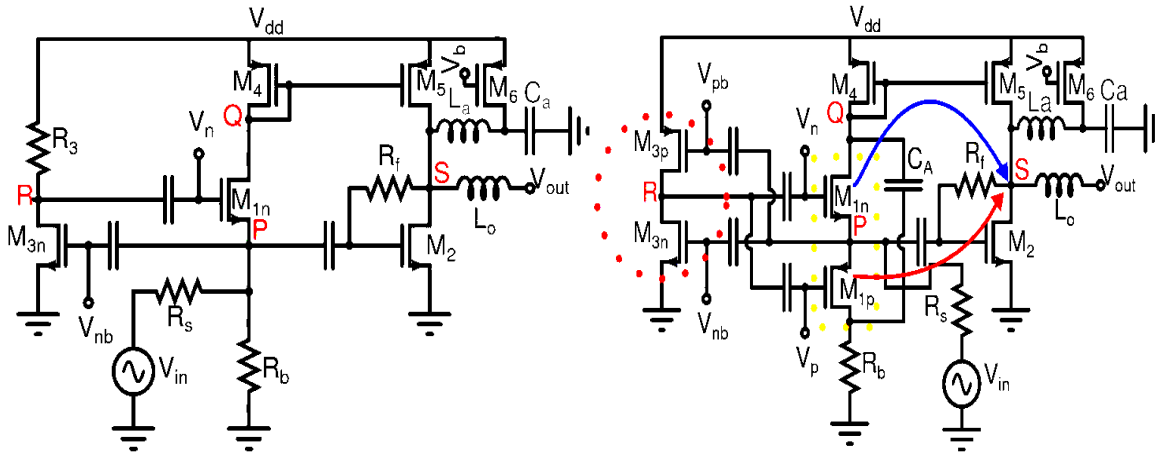 Vdd
M4
M5
Vb
M6
La
Ca
Q
Vn
R3
Rf
S
Vout
Lo
R
M1n
P
M3n
M2
Rs
Vnb
Vin
Rb
Vdd
Vpb
M4
M5
Vb
M6
La
Ca
Q
Vn
M3p
CA
Rf
S
Vout
Lo
R
M1n
P
M3n
M2
M1p
Rs
Vnb
Vp
Rb
Vin